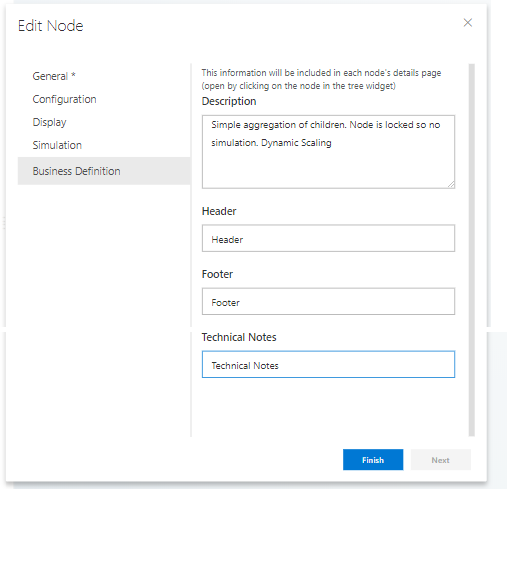 Edit Node
General *
Configuration
Display
Simulation
Business Definition
This information will be included in each node's details page
(open by clicking on the node in the tree widget)
Description
Simple aggregation of children. Node is locked so no
simulation. Dynamic Scaling
Header
Header
Footer
Footer
Technical Notes
Technical Notes
Finish
Next